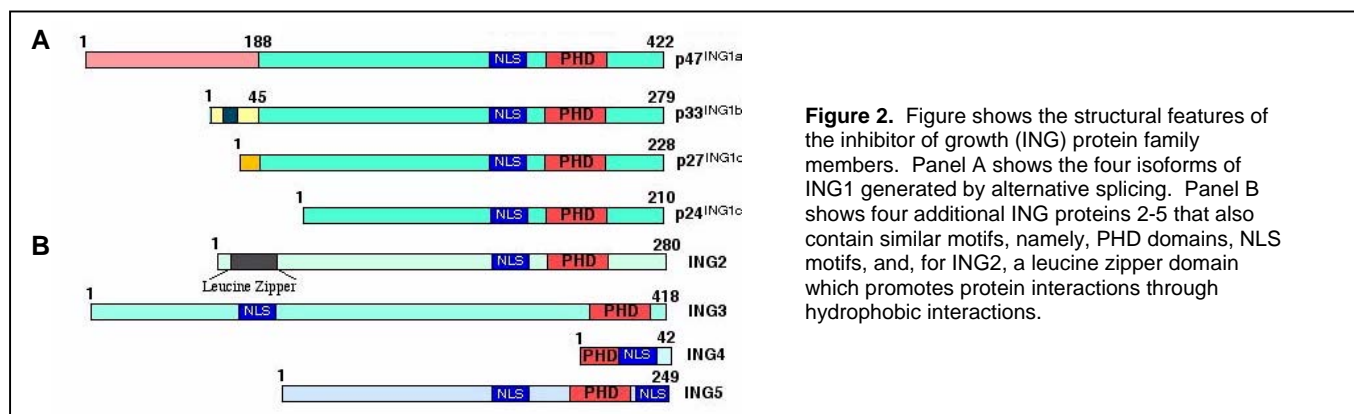 A
1 188 422
NLS PHD p47ING1a
1 45 279
NLS PHD p33ING1b
1 228
NLS PHD p27ING1c
1 210
NLS PHD p24ING1c
B
1 280
NLS PHD ING2
Leucine Zipper
1 418
NLS PHD ING3
1 42
PHD NLS ING4
1 249
NLS PHD NLS ING5
Figure 2. Figure shows the structural features of
the inhibitor of growth (ING) protein family
members. Panel A shows the four isoforms of
ING1 generated by alternative splicing. Panel B
shows four additional ING proteins 2-5 that also
contain similar motifs, namely, PHD domains, NLS
motifs, and, for ING2, a leucine zipper domain
which promotes protein interactions through
hydrophobic interactions.